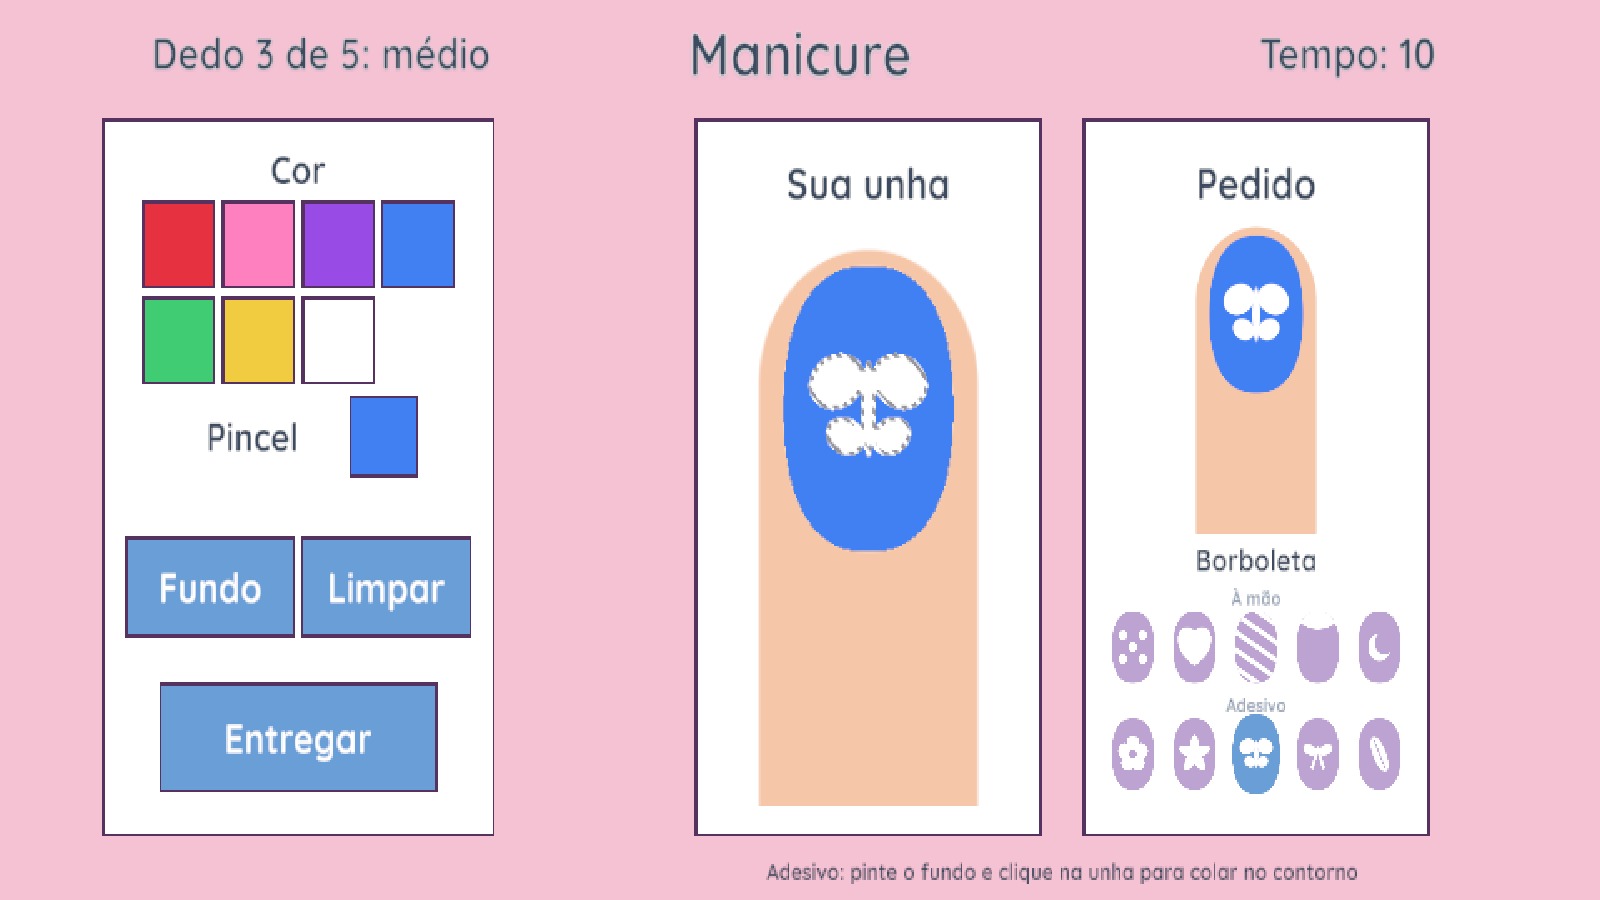 Dedo 3 de 5: médio
Manicure
Tempo: 10
Cor
Pincel
Fundo
Limpar
Entregar
Sua unha
Pedido
Borboleta
À mão
Adesivo
Adesivo: pinte o fundo e clique na unha para colar no contorno